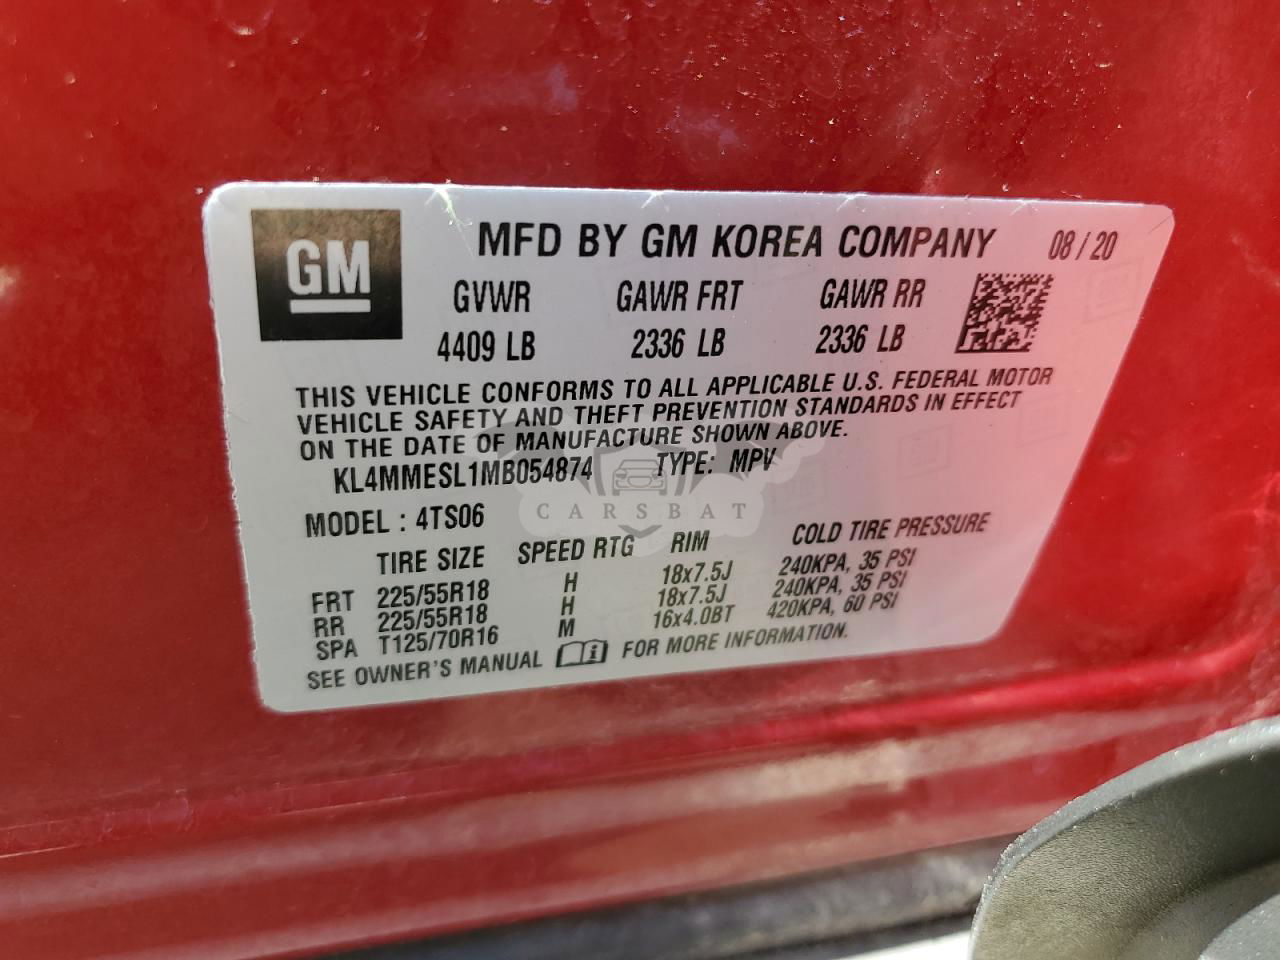 GM
MFD BY GM KOREA COMPANY 08 / 20
GVWR GAWR FRT GAWR RR
4409 LB 2336 LB 2336 LB
THIS VEHICLE CONFORMS TO ALL APPLICABLE U.S. FEDERAL MOTOR
VEHICLE SAFETY AND THEFT PREVENTION STANDARDS IN EFFECT
ON THE DATE OF MANUFACTURE SHOWN ABOVE.
KL4MMESL1MB054874 TYPE: MPV
CARSBAT
MODEL : 4TS06
TIRE SIZE SPEED RTG RIM COLD TIRE PRESSURE
FRT 225/55R18 H 18x7.5J 240KPA, 35 PSI
RR 225/55R18 H 18x7.5J 240KPA, 35 PSI
SPA T125/70R16 M 16x4.0BT 420KPA, 60 PSI
SEE OWNER'S MANUAL i FOR MORE INFORMATION.